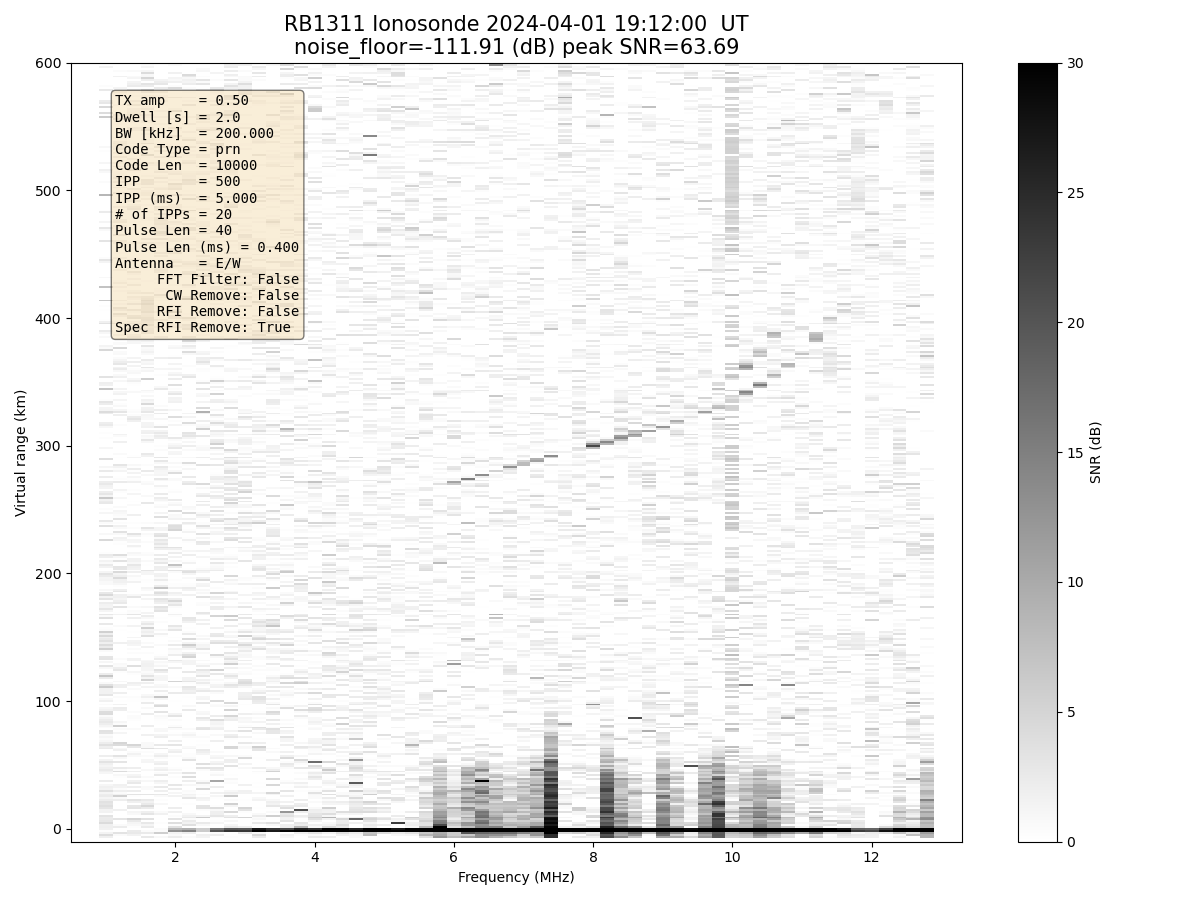 RB1311 Ionosonde 2024-04-01 19:12:00  UT
noise_floor=-111.91 (dB) peak SNR=63.69
TX amp    = 0.50
Dwell [s] = 2.0
BW [kHz]  = 200.000
Code Type = prn
Code Len  = 10000
IPP       = 500
IPP (ms)  = 5.000
# of IPPs = 20
Pulse Len = 40
Pulse Len (ms) = 0.400
Antenna   = E/W
FFT Filter: False
CW Remove: False
RFI Remove: False
Spec RFI Remove: True
600
500
400
300
200
100
0
Virtual range (km)
2
4
6
8
10
12
Frequency (MHz)
30
25
20
15
10
5
0
SNR (dB)